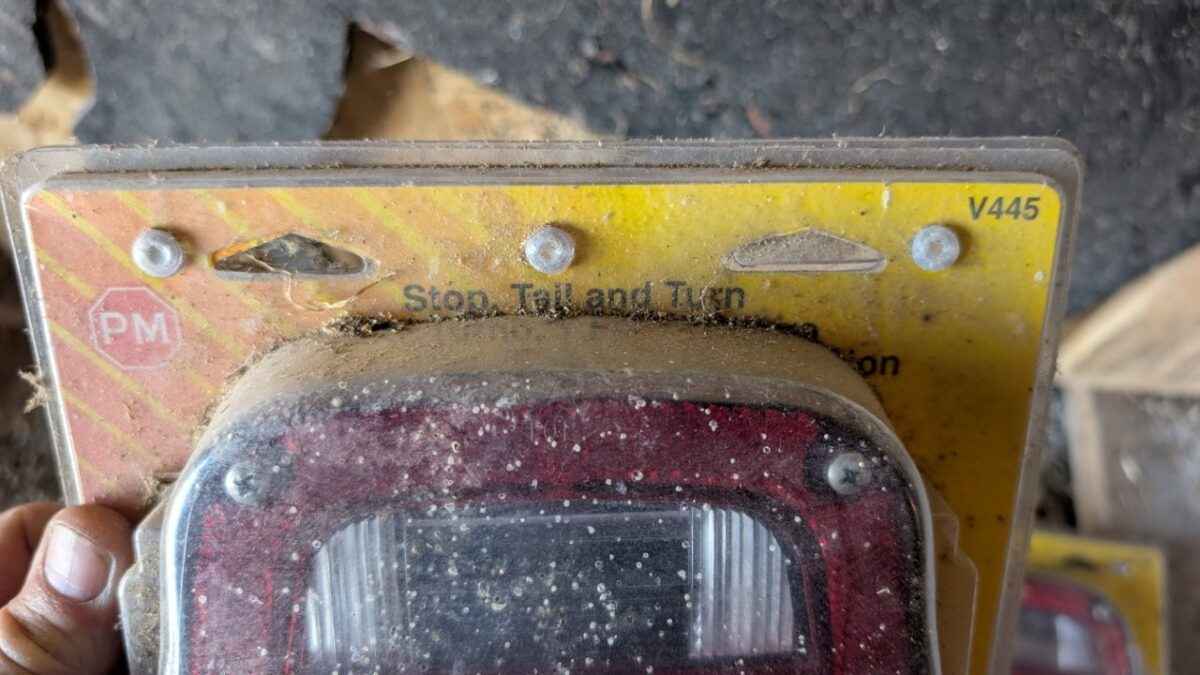 V445
PM
Stop, Tail and Turn